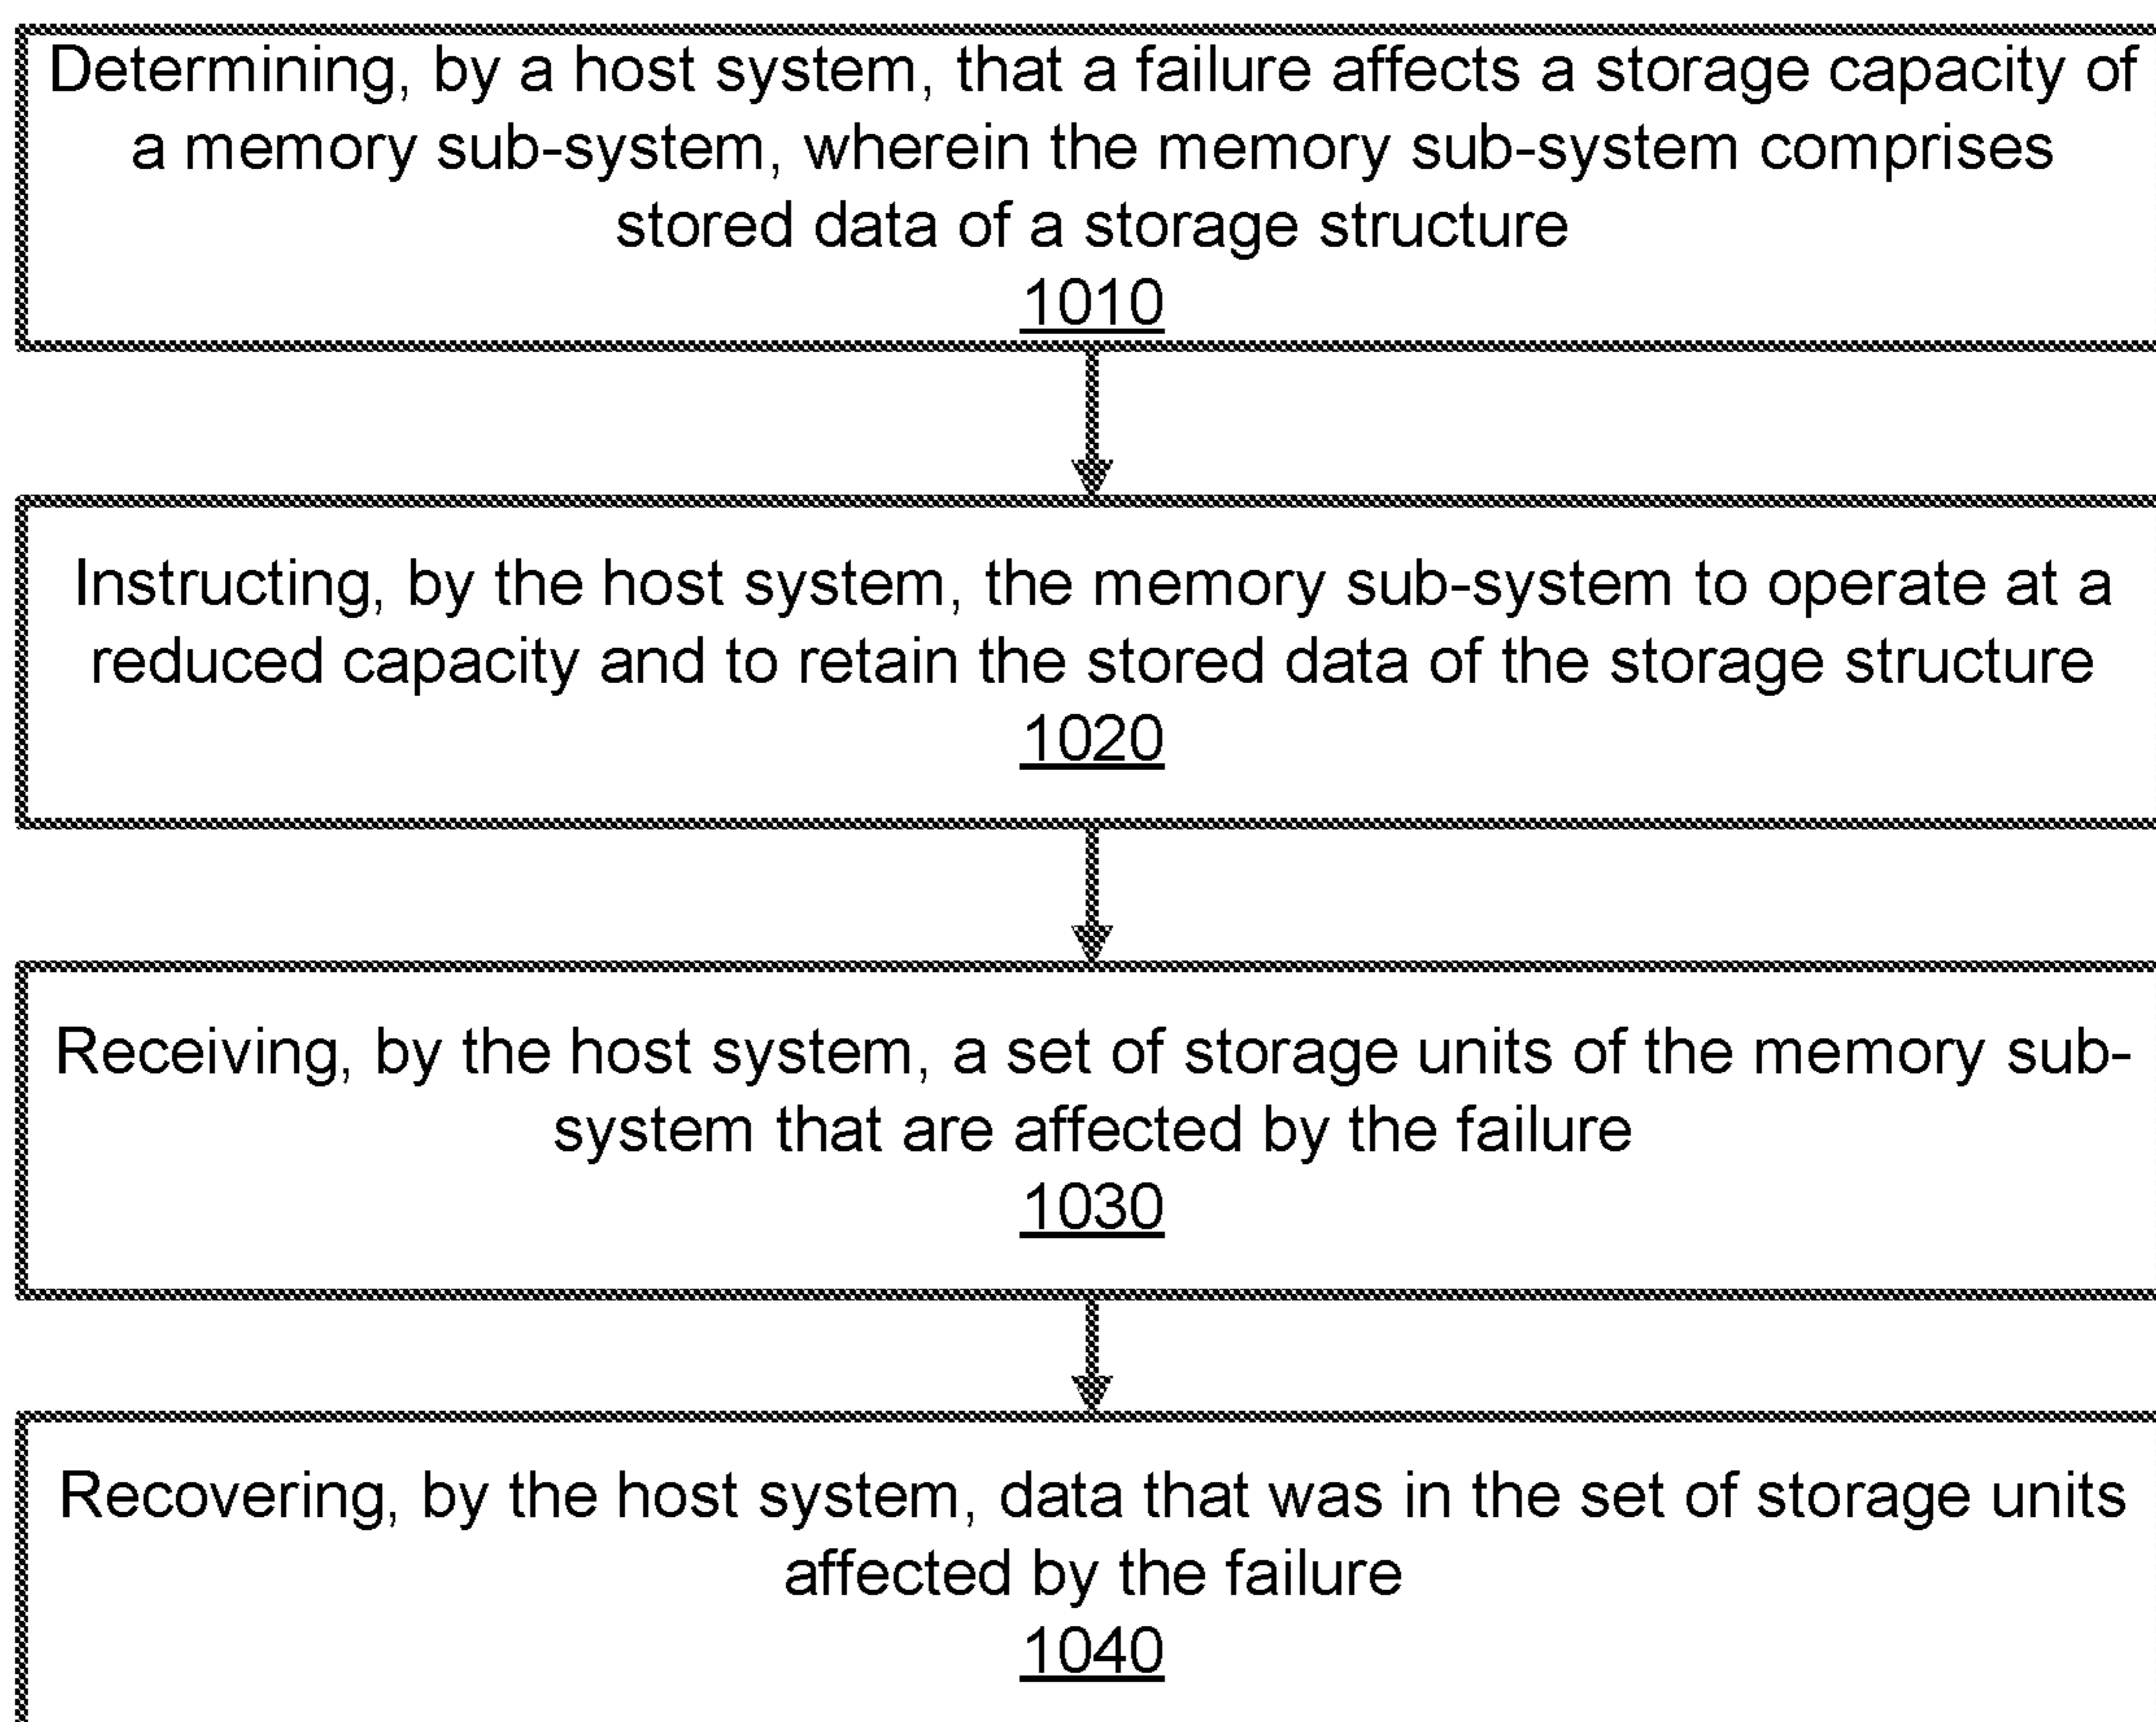 Determining, by a host system, that a failure affects a storage capacity of
a memory sub-system, wherein the memory sub-system comprises
stored data of a storage structure
1010
Instructing, by the host system, the memory sub-system to operate at a
reduced capacity and to retain the stored data of the storage structure
1020
Receiving, by the host system, a set of storage units of the memory sub-
system that are affected by the failure
1030
Recovering, by the host system, data that was in the set of storage units
affected by the failure
1040